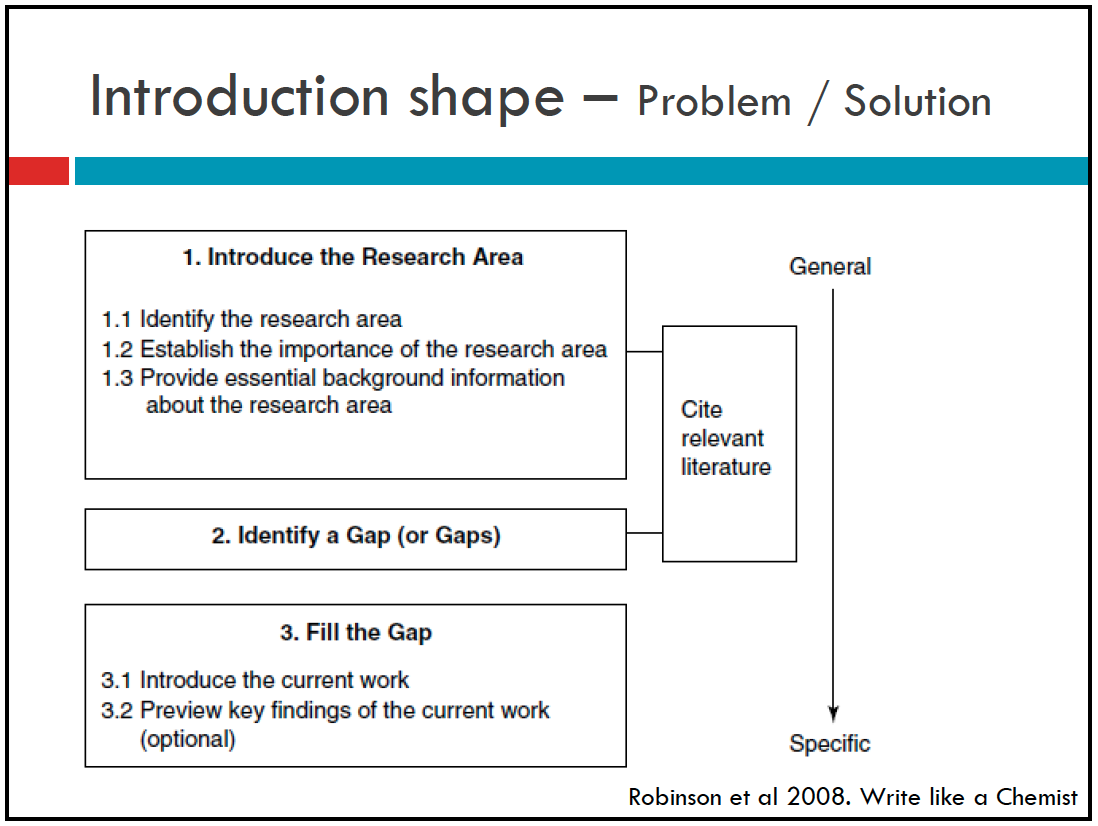 Introduction shape – Problem / Solution
1. Introduce the Research Area
1.1 Identify the research area
1.2 Establish the importance of the research area
1.3 Provide essential background information
about the research area
2. Identify a Gap (or Gaps)
3. Fill the Gap
3.1 Introduce the current work
3.2 Preview key findings of the current work
(optional)
Cite
relevant
literature
General
Specific
Robinson et al 2008. Write like a Chemist